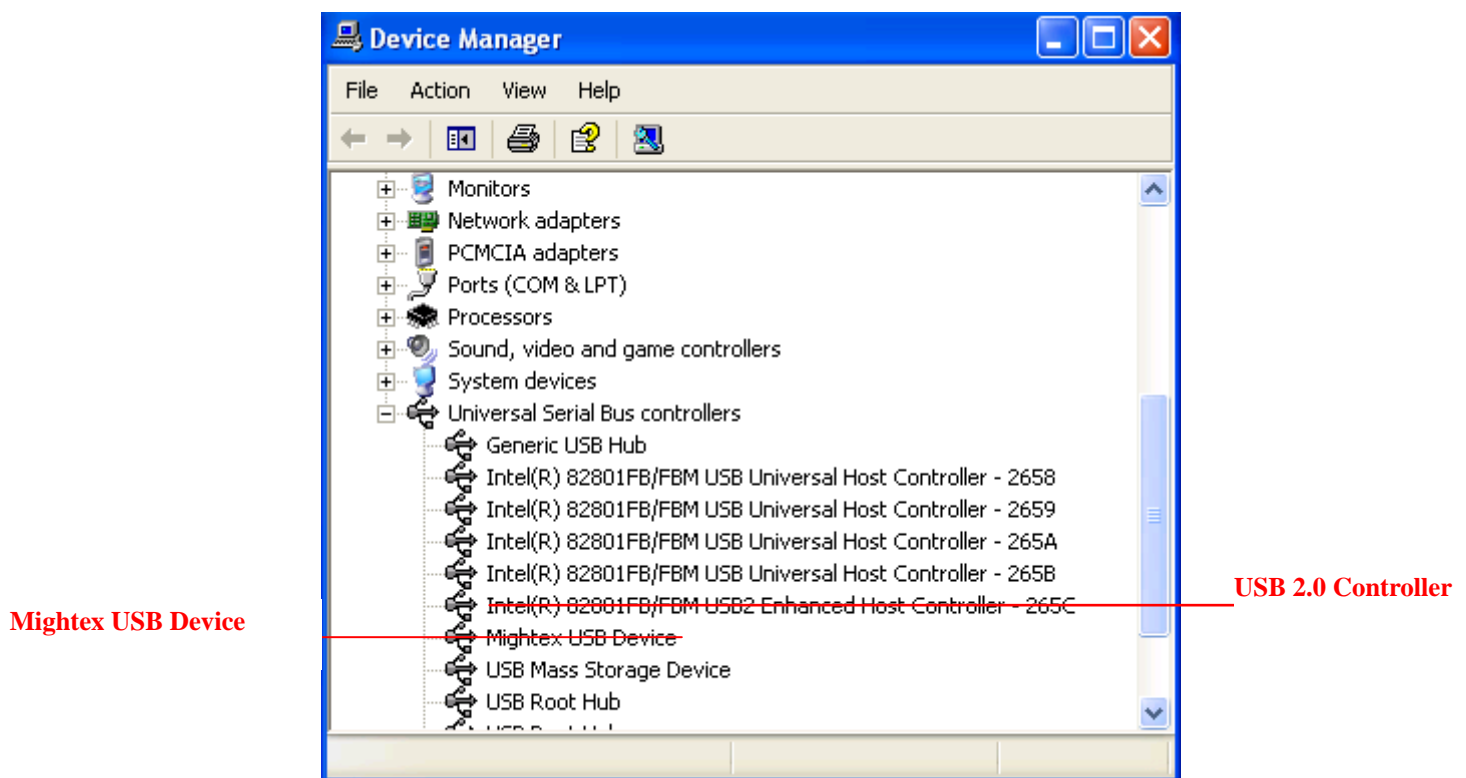 Device Manager
File Action View Help
Monitors
Network adapters
PCMCIA adapters
Ports (COM & LPT)
Processors
Sound, video and game controllers
System devices
Universal Serial Bus controllers
Generic USB Hub
Intel(R) 82801FB/FBM USB Universal Host Controller - 2658
Intel(R) 82801FB/FBM USB Universal Host Controller - 2659
Intel(R) 82801FB/FBM USB Universal Host Controller - 265A
Intel(R) 82801FB/FBM USB Universal Host Controller - 265B
Intel(R) 82801FB/FBM USB2 Enhanced Host Controller - 265C
USB 2.0 Controller
Mightex USB Device
Mightex USB Device
USB Mass Storage Device
USB Root Hub